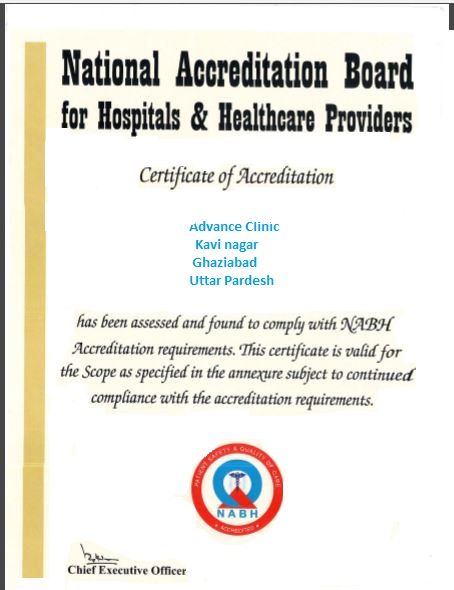 National Accreditation Board
for Hospitals & Healthcare Providers
Certificate of Accreditation
Advance Clinic
Kavi nagar
Ghaziabad
Uttar Pardesh
has been assessed and found to comply with NABH
Accreditation requirements. This certificate is valid for
the Scope as specified in the annexure subject to continued
compliance with the accreditation requirements.
PATIENT SAFETY & QUALITY OF CARE
NABH
ACCREDITED
Chief Executive Officer